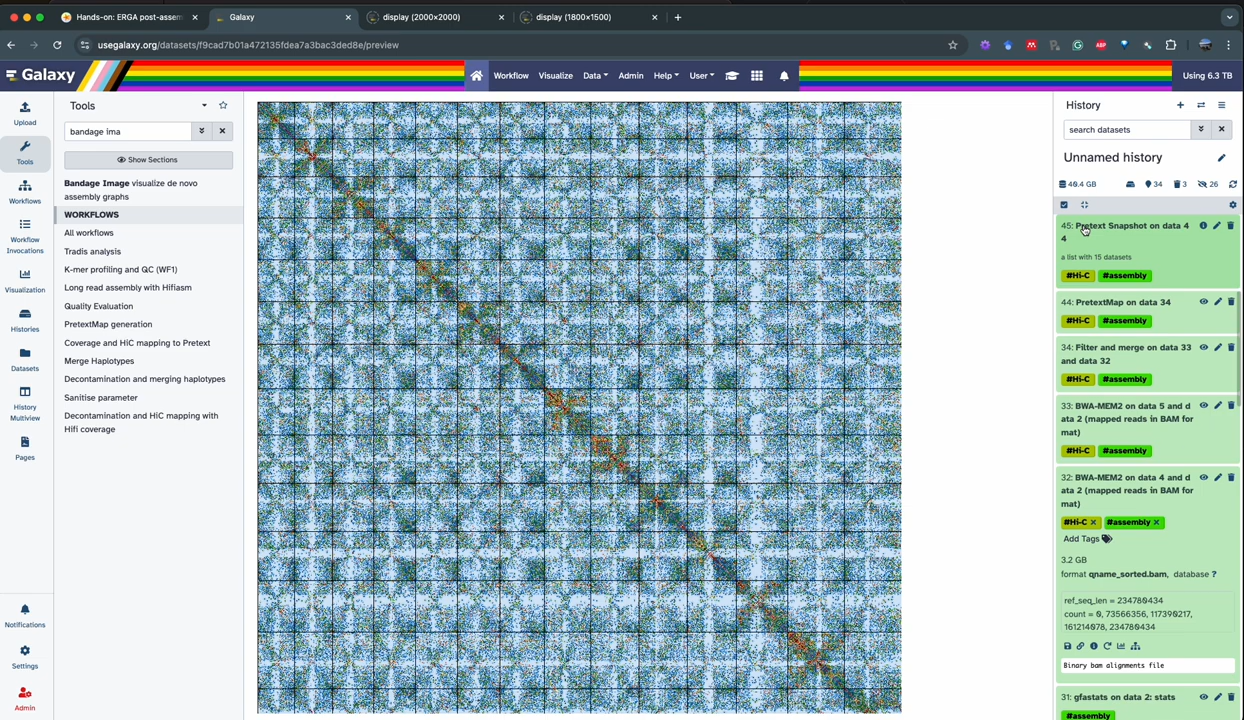 Hands-on: ERGA post-assem
Galaxy
display (2000×2000)
display (1800×1500)
usegalaxy.org/datasets/f9cad7b01a472135fdea7a3bac3ded8e/preview
Galaxy
Workflow
Visualize
Data
Admin
Help
User
Using 6.3 TB
Upload
Tools
Workflows
Workflow
Invocations
Visualization
Histories
Datasets
History
Multiview
Pages
Notifications
Settings
Admin
Tools
bandage ima
Show Sections
Bandage Image visualize de novo
assembly graphs
WORKFLOWS
All workflows
Tradis analysis
K-mer profiling and QC (WF1)
Long read assembly with Hifiasm
Quality Evaluation
PretextMap generation
Coverage and HiC mapping to Pretext
Merge Haplotypes
Decontamination and merging haplotypes
Sanitise parameter
Decontamination and HiC mapping with
Hifi coverage
History
search datasets
Unnamed history
40.4 GB
34
3
26
45: Pretext Snapshot on data 4
4
a list with 15 datasets
#Hi-C #assembly
44: PretextMap on data 34
#Hi-C #assembly
34: Filter and merge on data 33
and data 32
#Hi-C #assembly
33: BWA-MEM2 on data 5 and d
ata 2 (mapped reads in BAM for
mat)
#Hi-C #assembly
32: BWA-MEM2 on data 4 and d
ata 2 (mapped reads in BAM for
mat)
#Hi-C × #assembly ×
Add Tags
3.2 GB
format qname_sorted.bam, database ?
ref_seq_len = 234780434
count = 0, 73566356, 117390217,
161214078, 234780434
Binary bam alignments file
31: gfastats on data 2: stats
#assembly